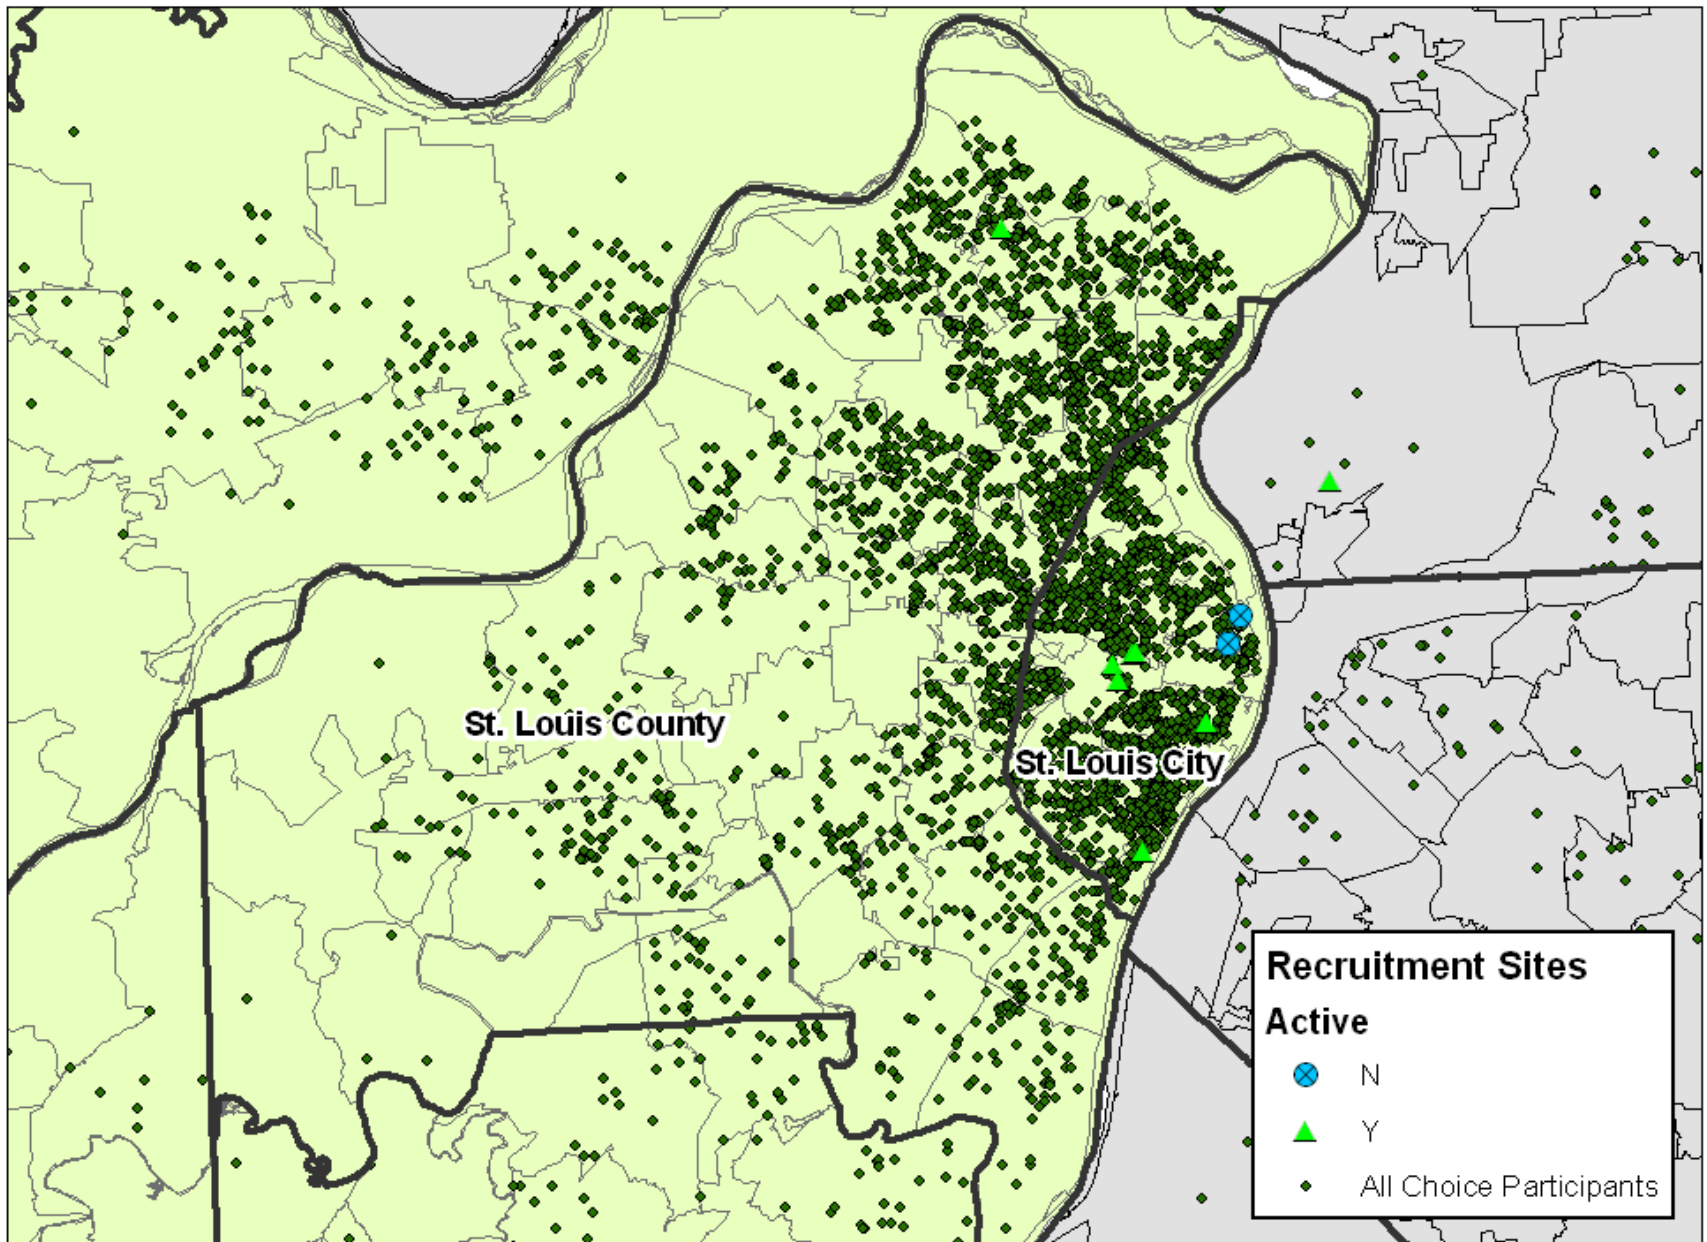 St. Louis County
St. Louis City
Recruitment Sites
Active
N
Y
All Choice Participants